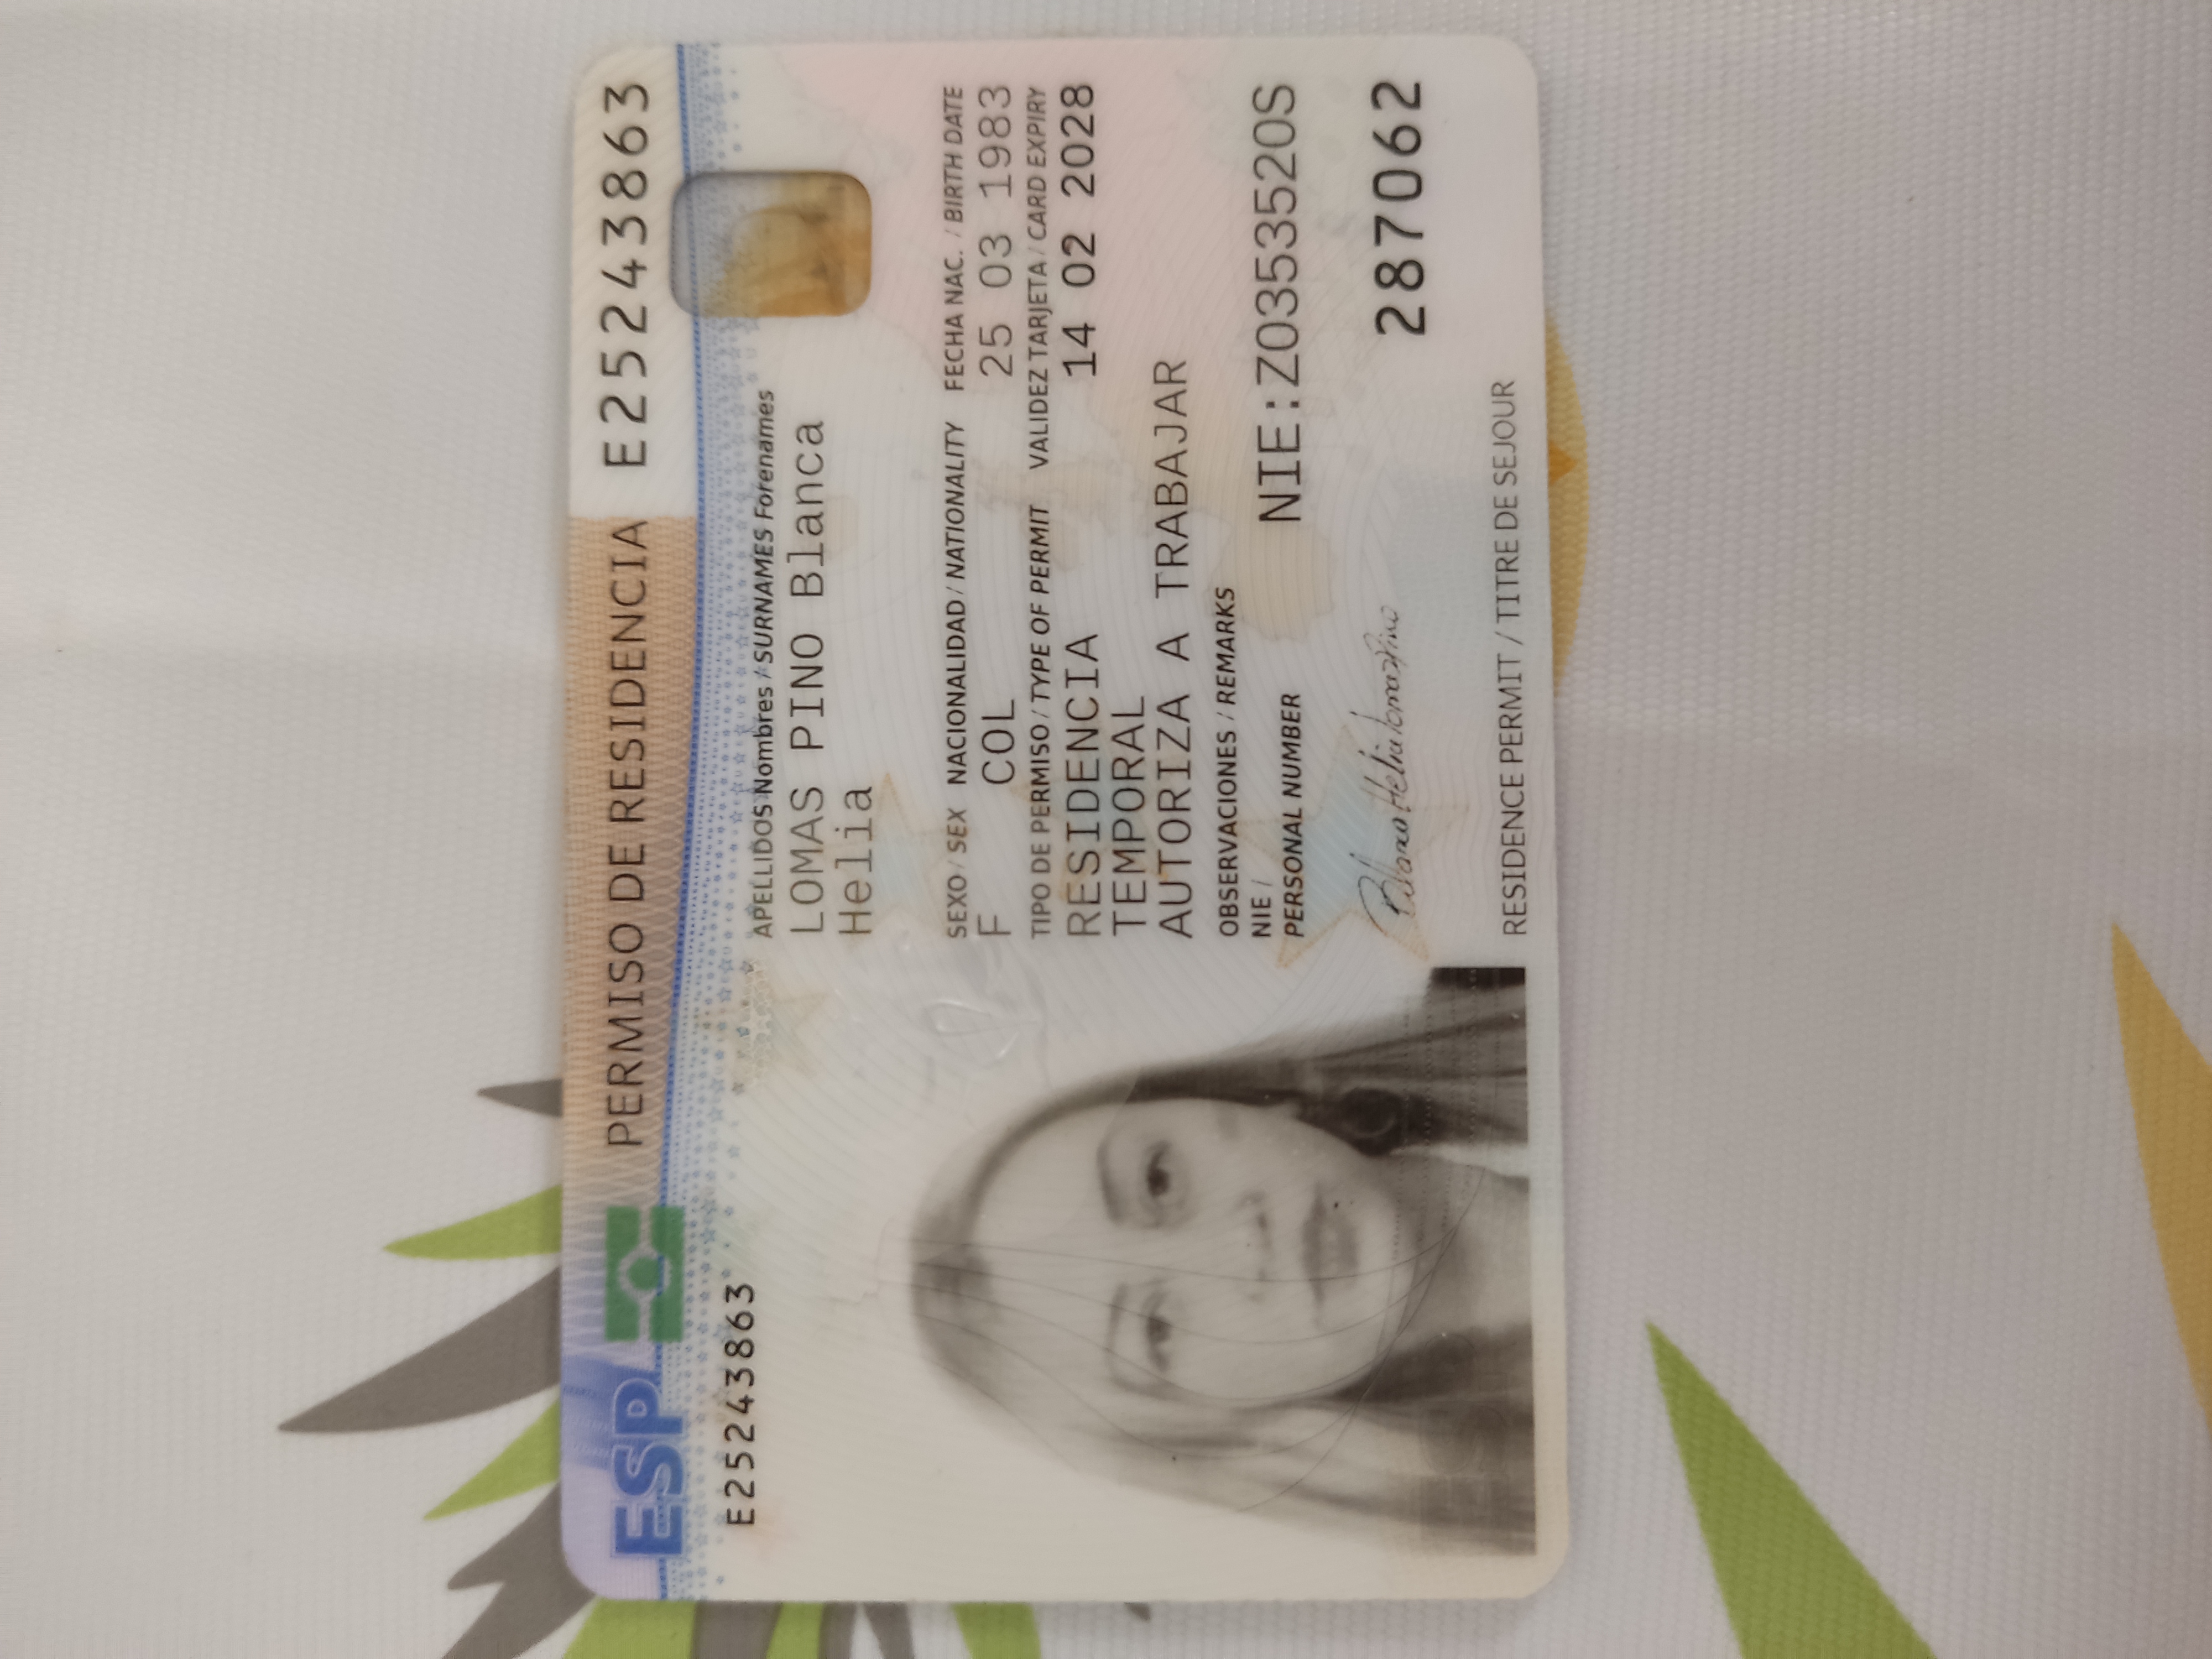 ESP PERMISO DE RESIDENCIA E25243863
E25243863
APELLIDOS Nombres / SURNAMES Forenames
LOMAS PINO Blanca
Helia
SEXO / SEX NACIONALIDAD / NATIONALITY FECHA NAC. / BIRTH DATE
F COL 25 03 1983
TIPO DE PERMISO / TYPE OF PERMIT VALIDEZ TARJETA / CARD EXPIRY
RESIDENCIA 14 02 2028
TEMPORAL
AUTORIZA A TRABAJAR
OBSERVACIONES / REMARKS
NIE /
PERSONAL NUMBER NIE:Z0353520S
Blanca Helia lomas Pino
287062
RESIDENCE PERMIT / TITRE DE SEJOUR